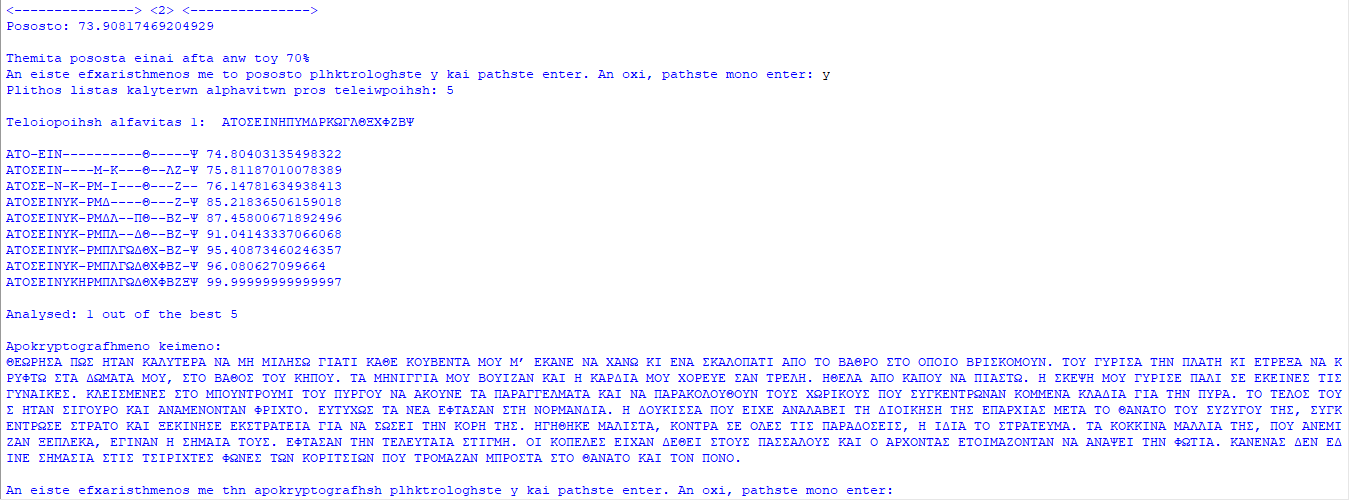 <---------------> <2> <--------------->
Pososto: 73.90817469204929
Themita pososta einai afta anw toy 70%
An eiste efxaristhmenos me to pososto plhktrologhste y kai pathste enter. An oxi, pathste mono enter: y
Plithos listas kalyterwn alphavitwn pros teleiwpoihsh: 5
Teloiopoihsh alfavitas 1:  ΑΤΟΣΕΙΝΗΠΥΜΔΡΚΩΓΛΘΞΧΦΖΒΨ
ΑΤΟ-ΕΙΝ----------Θ-----Ψ 74.80403135498322
ΑΤΟΣΕΙΝ----Μ-Κ---Θ--ΛΖ-Ψ 75.81187010078389
ΑΤΟΣΕ-Ν-Κ-ΡΜ-Ι---Θ---Ζ-- 76.14781634938413
ΑΤΟΣΕΙΝΥΚ-ΡΜΔ----Θ---Ζ-Ψ 85.21836506159018
ΑΤΟΣΕΙΝΥΚ-ΡΜΔΛ--ΠΘ--ΒΖ-Ψ 87.45800671892496
ΑΤΟΣΕΙΝΥΚ-ΡΜΠΛ--ΔΘ--ΒΖ-Ψ 91.04143337066068
ΑΤΟΣΕΙΝΥΚ-ΡΜΠΛΓΩΔΘΧ-ΒΖ-Ψ 95.40873460246357
ΑΤΟΣΕΙΝΥΚ-ΡΜΠΛΓΩΔΘΧΦΒΖ-Ψ 96.080627099664
ΑΤΟΣΕΙΝΥΚΗΡΜΠΛΓΩΔΘΧΦΒΖΞΨ 99.99999999999997
Analysed: 1 out of the best 5
Apokryptografhmeno keimeno:
ΘΕΩΡΗΣΑ ΠΩΣ ΗΤΑΝ ΚΑΛΥΤΕΡΑ ΝΑ ΜΗ ΜΙΛΗΣΩ ΓΙΑΤΙ ΚΑΘΕ ΚΟΥΒΕΝΤΑ ΜΟΥ Μ’ ΕΚΑΝΕ ΝΑ ΧΑΝΩ ΚΙ ΕΝΑ ΣΚΑΛΟΠΑΤΙ ΑΠΟ ΤΟ ΒΑΘΡΟ ΣΤΟ ΟΠΟΙΟ ΒΡΙΣΚΟΜΟΥΝ. ΤΟΥ ΓΥΡΙΣΑ ΤΗΝ ΠΛΑΤΗ ΚΙ ΕΤΡΕΞΑ ΝΑ Κ
ΡΥΦΤΩ ΣΤΑ ΔΩΜΑΤΑ ΜΟΥ, ΣΤΟ ΒΑΘΟΣ ΤΟΥ ΚΗΠΟΥ. ΤΑ ΜΗΝΙΓΓΙΑ ΜΟΥ ΒΟΥΙΖΑΝ ΚΑΙ Η ΚΑΡΔΙΑ ΜΟΥ ΧΟΡΕΥΕ ΣΑΝ ΤΡΕΛΗ. ΗΘΕΛΑ ΑΠΟ ΚΑΠΟΥ ΝΑ ΠΙΑΣΤΩ. Η ΣΚΕΨΗ ΜΟΥ ΓΥΡΙΣΕ ΠΑΛΙ ΣΕ ΕΚΕΙΝΕΣ ΤΙΣ
ΓΥΝΑΙΚΕΣ. ΚΛΕΙΣΜΕΝΕΣ ΣΤΟ ΜΠΟΥΝΤΡΟΥΜΙ ΤΟΥ ΠΥΡΓΟΥ ΝΑ ΑΚΟΥΝΕ ΤΑ ΠΑΡΑΓΓΕΛΜΑΤΑ ΚΑΙ ΝΑ ΠΑΡΑΚΟΛΟΥΘΟΥΝ ΤΟΥΣ ΧΩΡΙΚΟΥΣ ΠΟΥ ΣΥΓΚΕΝΤΡΩΝΑΝ ΚΟΜΜΕΝΑ ΚΛΑΔΙΑ ΓΙΑ ΤΗΝ ΠΥΡΑ. ΤΟ ΤΕΛΟΣ ΤΟΥ
Σ ΗΤΑΝ ΣΙΓΟΥΡΟ ΚΑΙ ΑΝΑΜΕΝΟΝΤΑΝ ΦΡΙΧΤΟ. ΕΥΤΥΧΩΣ ΤΑ ΝΕΑ ΕΦΤΑΣΑΝ ΣΤΗ ΝΟΡΜΑΝΔΙΑ. Η ΔΟΥΚΙΣΣΑ ΠΟΥ ΕΙΧΕ ΑΝΑΛΑΒΕΙ ΤΗ ΔΙΟΙΚΗΣΗ ΤΗΣ ΕΠΑΡΧΙΑΣ ΜΕΤΑ ΤΟ ΘΑΝΑΤΟ ΤΟΥ ΣΥΖΥΓΟΥ ΤΗΣ, ΣΥΓΚ
ΕΝΤΡΩΣΕ ΣΤΡΑΤΟ ΚΑΙ ΞΕΚΙΝΗΣΕ ΕΚΣΤΡΑΤΕΙΑ ΓΙΑ ΝΑ ΣΩΣΕΙ ΤΗΝ ΚΟΡΗ ΤΗΣ. ΗΓΗΘΗΚΕ ΜΑΛΙΣΤΑ, ΚΟΝΤΡΑ ΣΕ ΟΛΕΣ ΤΙΣ ΠΑΡΑΔΟΣΕΙΣ, Η ΙΔΙΑ ΤΟ ΣΤΡΑΤΕΥΜΑ. ΤΑ ΚΟΚΚΙΝΑ ΜΑΛΛΙΑ ΤΗΣ, ΠΟΥ ΑΝΕΜΙ
ΖΑΝ ΞΕΠΛΕΚΑ, ΕΓΙΝΑΝ Η ΣΗΜΑΙΑ ΤΟΥΣ. ΕΦΤΑΣΑΝ ΤΗΝ ΤΕΛΕΥΤΑΙΑ ΣΤΙΓΜΗ. ΟΙ ΚΟΠΕΛΕΣ ΕΙΧΑΝ ΔΕΘΕΙ ΣΤΟΥΣ ΠΑΣΣΑΛΟΥΣ ΚΑΙ Ο ΑΡΧΟΝΤΑΣ ΕΤΟΙΜΑΖΟΝΤΑΝ ΝΑ ΑΝΑΨΕΙ ΤΗΝ ΦΩΤΙΑ. ΚΑΝΕΝΑΣ ΔΕΝ ΕΔ
ΙΝΕ ΣΗΜΑΣΙΑ ΣΤΙΣ ΤΣΙΡΙΧΤΕΣ ΦΩΝΕΣ ΤΩΝ ΚΟΡΙΤΣΙΩΝ ΠΟΥ ΤΡΟΜΑΖΑΝ ΜΠΡΟΣΤΑ ΣΤΟ ΘΑΝΑΤΟ ΚΑΙ ΤΟΝ ΠΟΝΟ.
An eiste efxaristhmenos me thn apokryptografhsh plhktrologhste y kai pathste enter. An oxi, pathste mono enter: